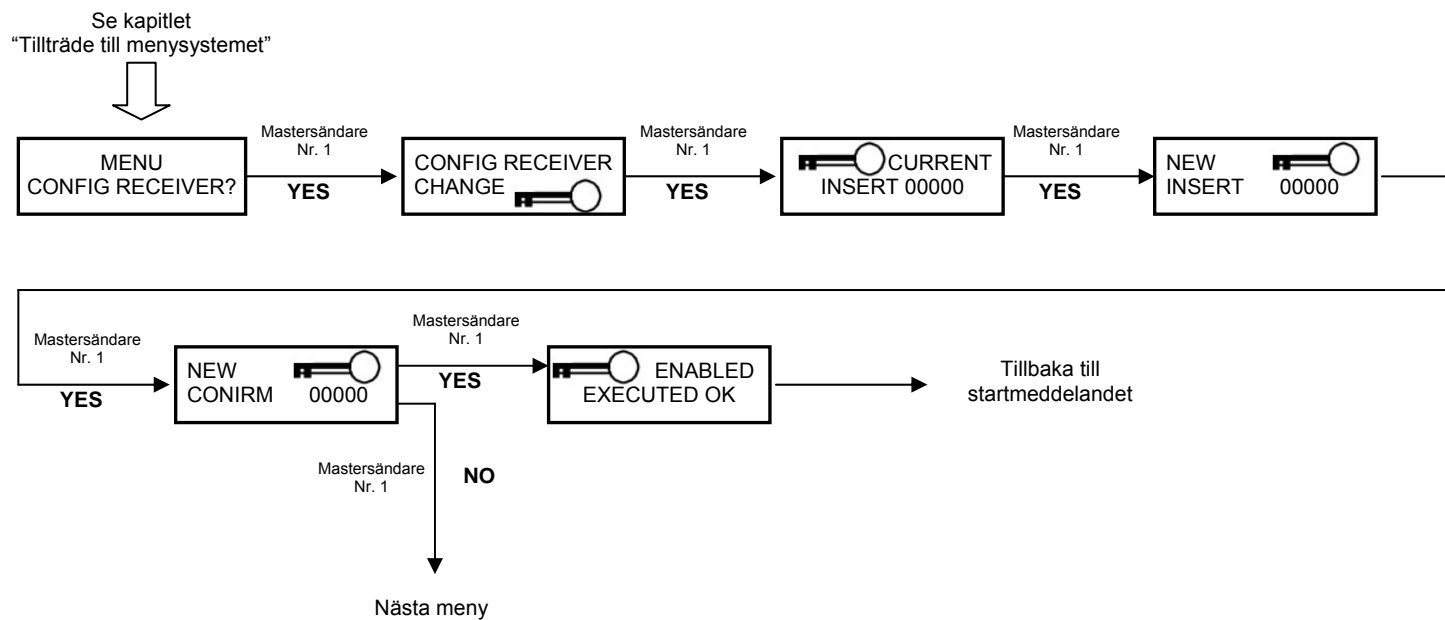 Se kapitlet
“Tillträde till menysystemet”
MENU
CONFIG RECEIVER?
Mastersändare
Nr. 1
YES
CONFIG RECEIVER
CHANGE
Mastersändare
Nr. 1
YES
CURRENT
INSERT 00000
Mastersändare
Nr. 1
YES
NEW
INSERT 00000
Mastersändare
Nr. 1
YES
NEW
CONIRM 00000
Mastersändare
Nr. 1
YES
ENABLED
EXECUTED OK
Tillbaka till
startmeddelandet
Mastersändare
Nr. 1
NO
Nästa meny